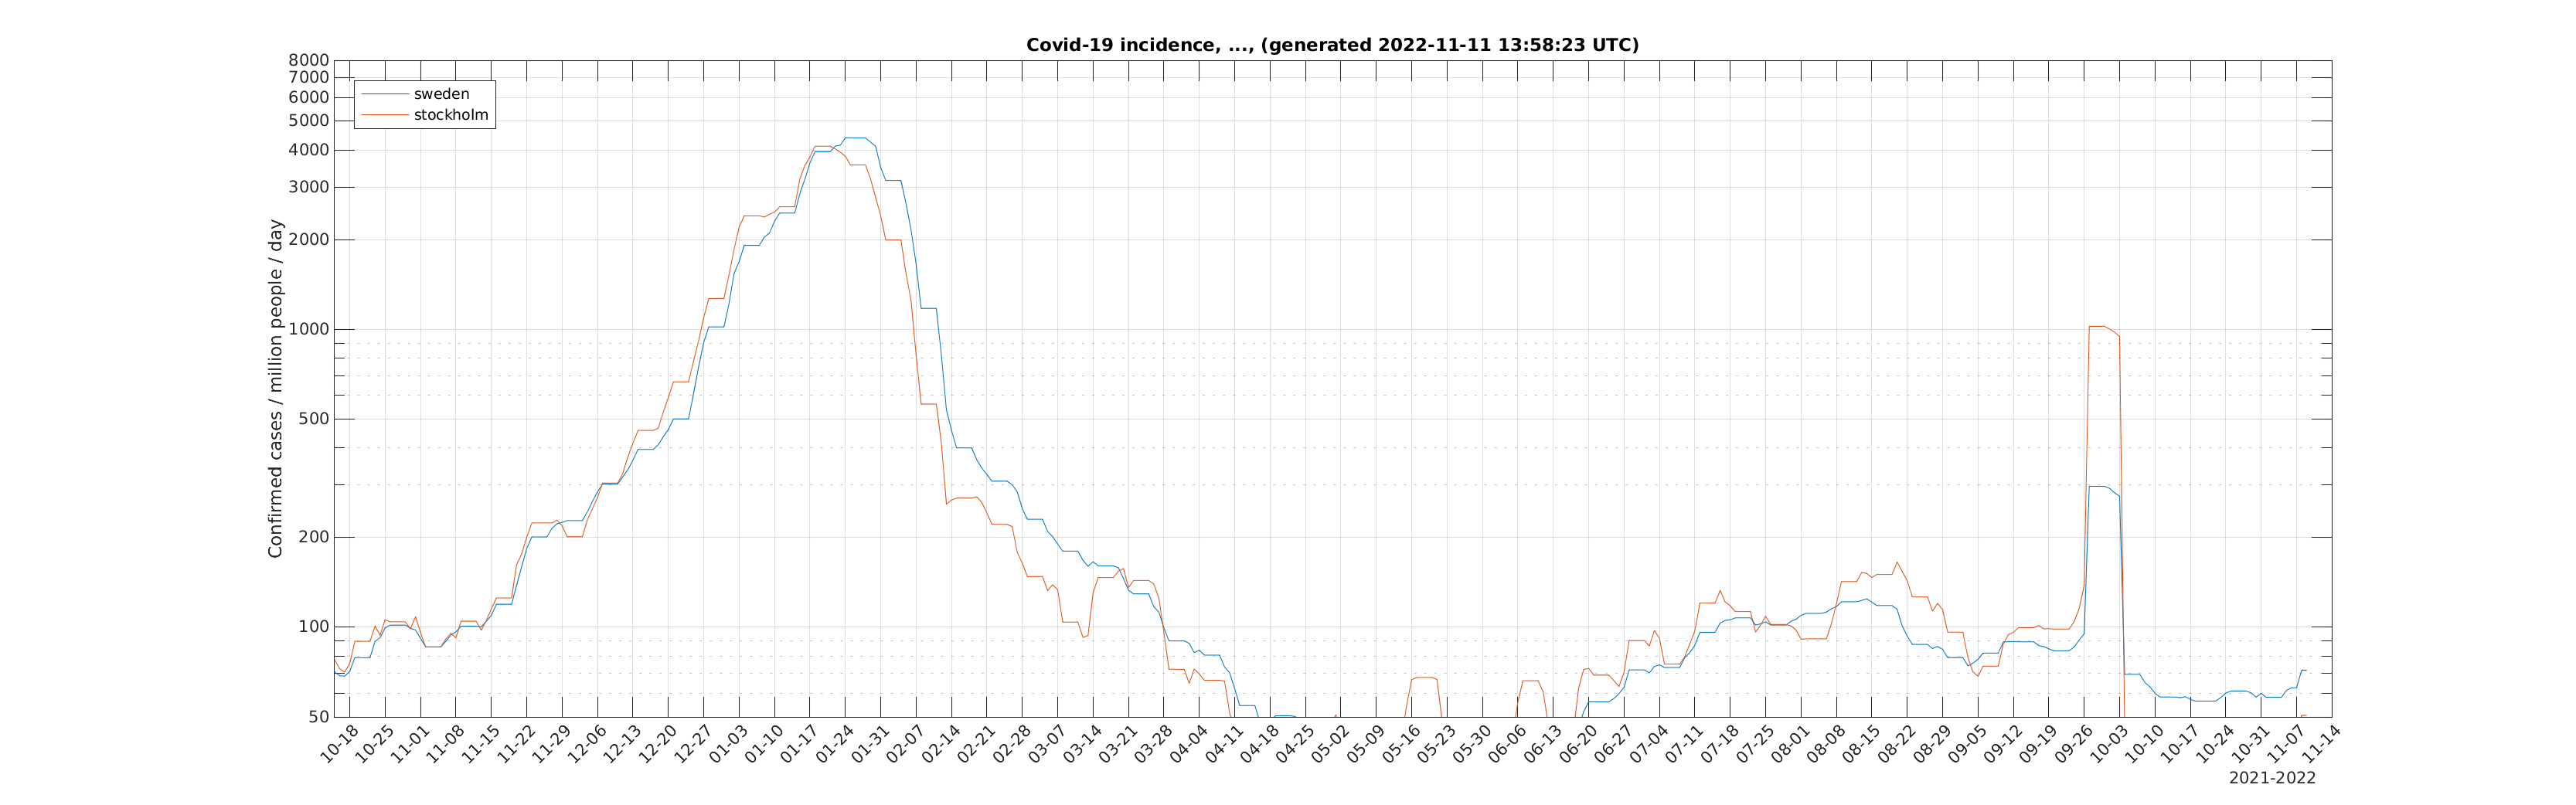 Covid-19 incidence, ..., (generated 2022-11-11 13:58:23 UTC)
8000
7000
6000
5000
4000
3000
2000
1000
500
200
100
50
sweden
stockholm
Confirmed cases / million people / day
10-18 10-25 11-01 11-08 11-15 11-22 11-29 12-06 12-13 12-20 12-27 01-03 01-10 01-17 01-24 01-31 02-07 02-14 02-21 02-28 03-07 03-14 03-21 03-28 04-04 04-11 04-18 04-25 05-02 05-09 05-16 05-23 05-30 06-06 06-13 06-20 06-27 07-04 07-11 07-18 07-25 08-01 08-08 08-15 08-22 08-29 09-05 09-12 09-19 09-26 10-03 10-10 10-17 10-24 10-31 11-07 11-14
2021-2022